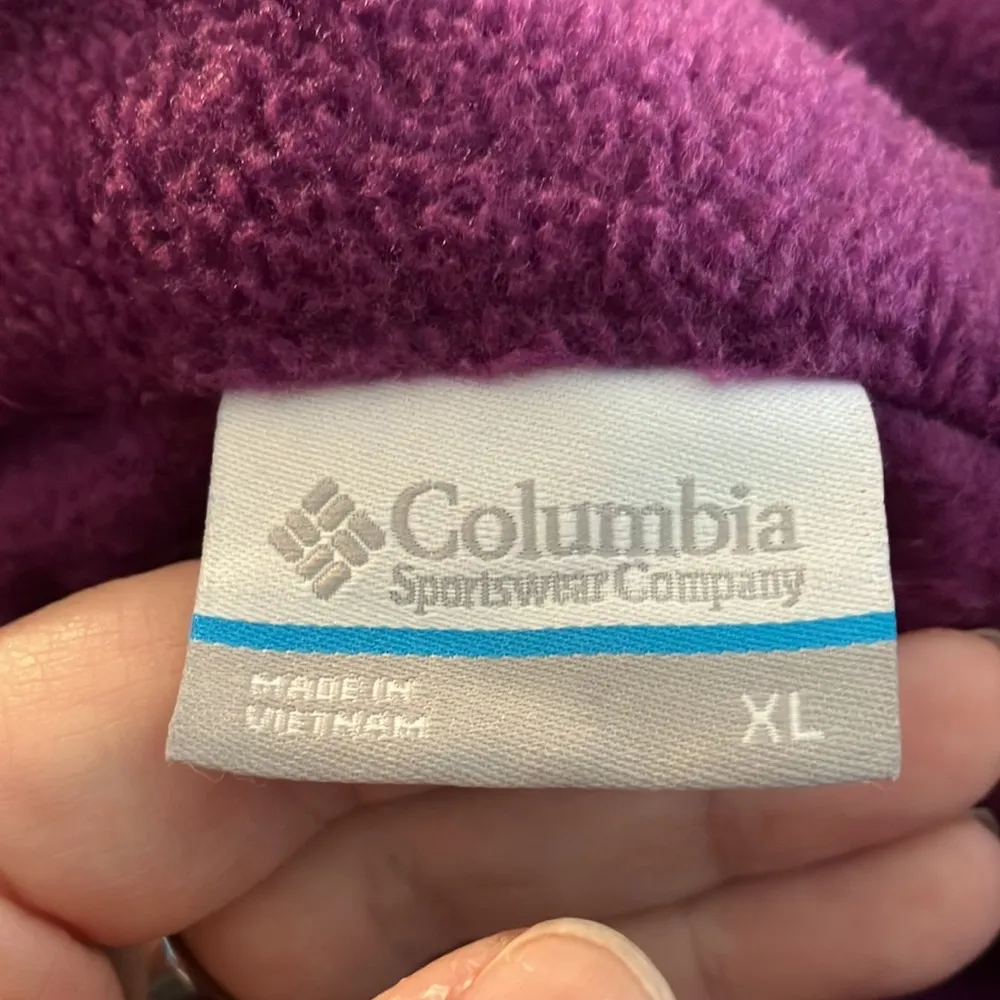 Columbia
Sportswear Company
MADE IN
VIETNAM
XL